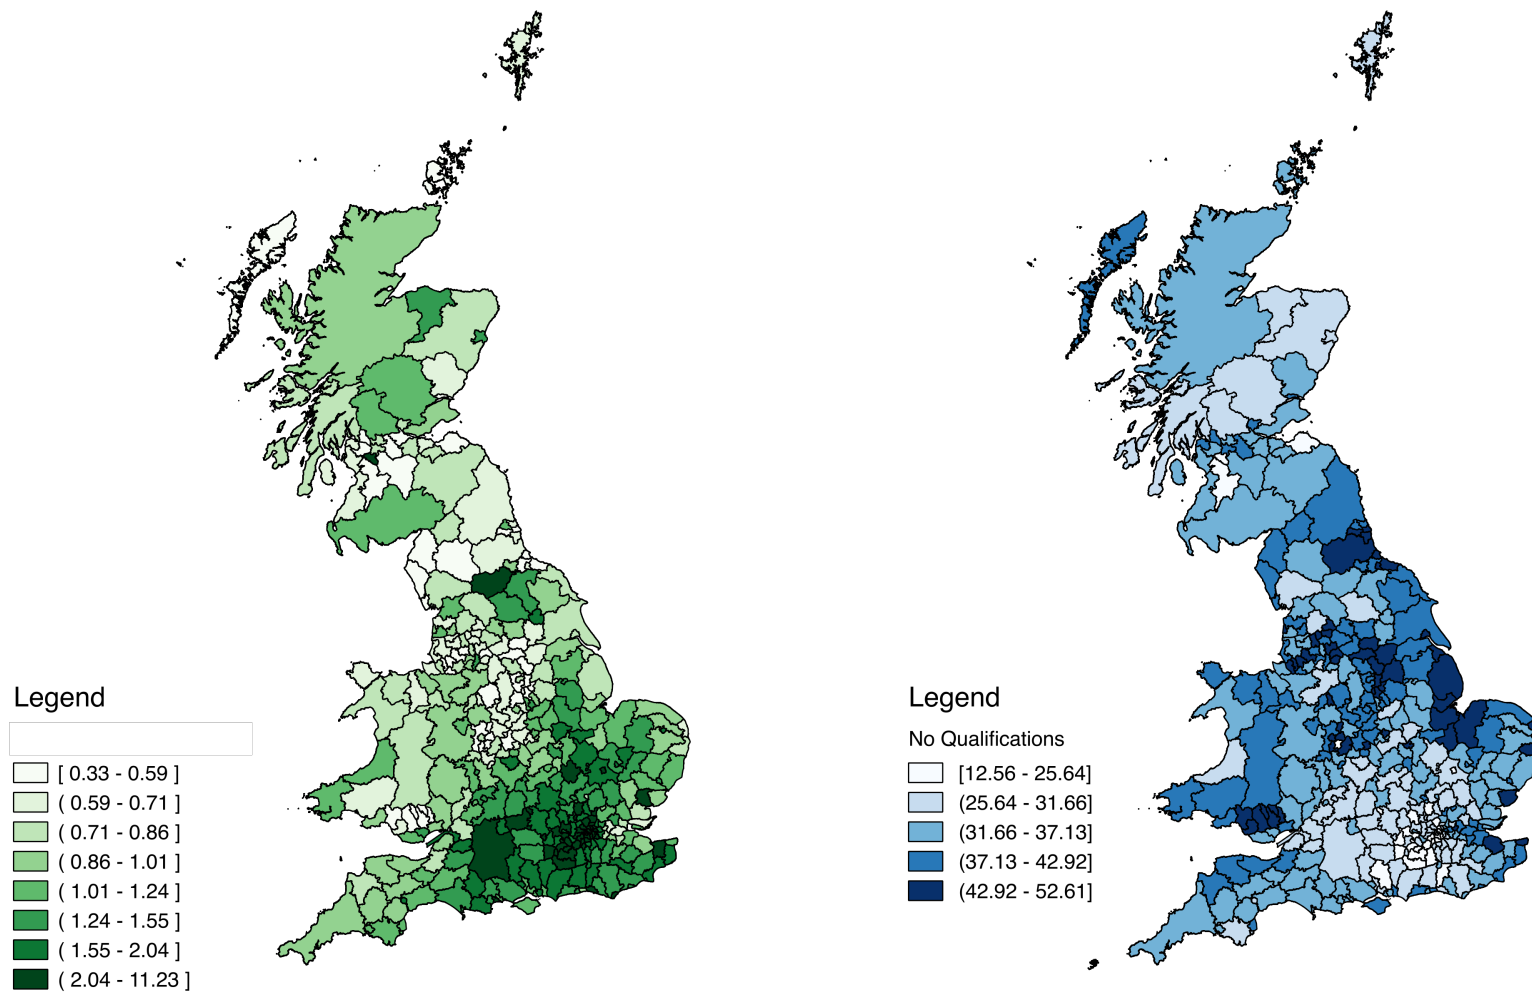 Legend
[ 0.33 - 0.59 ]
( 0.59 - 0.71 ]
( 0.71 - 0.86 ]
( 0.86 - 1.01 ]
( 1.01 - 1.24 ]
( 1.24 - 1.55 ]
( 1.55 - 2.04 ]
( 2.04 - 11.23 ]
Legend
No Qualifications
[12.56 - 25.64]
(25.64 - 31.66]
(31.66 - 37.13]
(37.13 - 42.92]
(42.92 - 52.61]